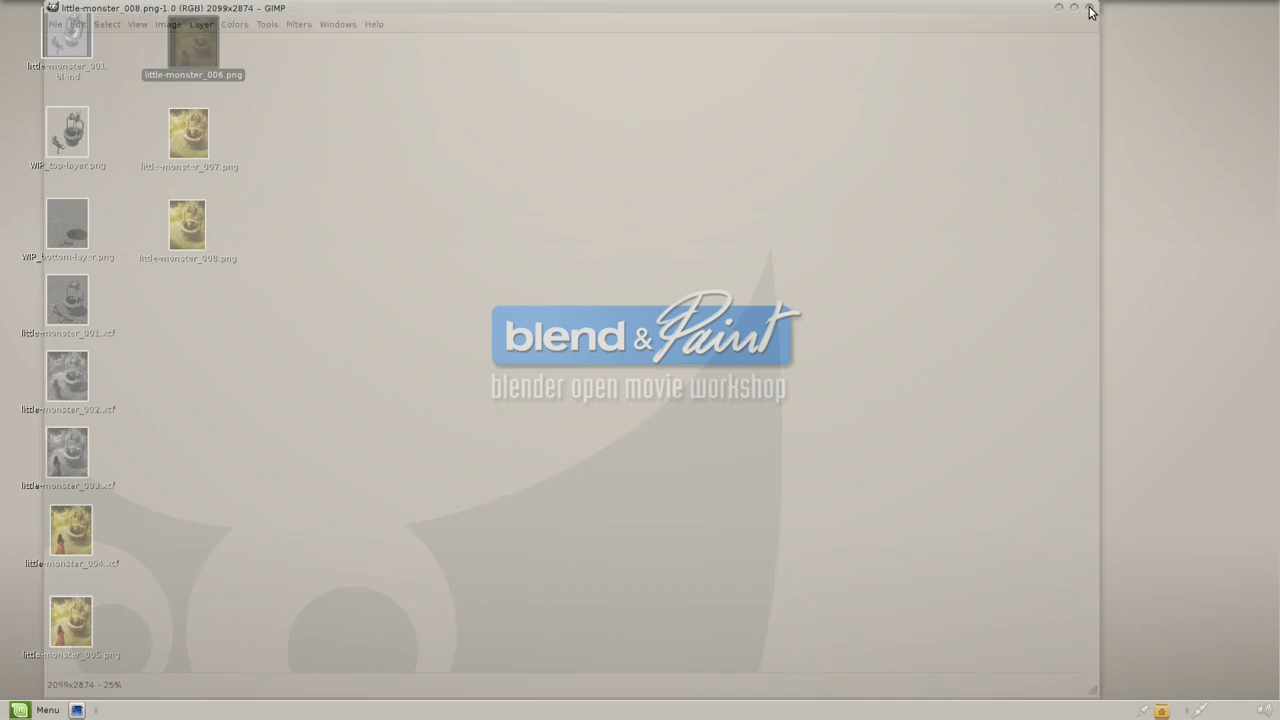 little-monster_008.png-1.0 (RGB) 2099x2874 – GIMP
File Edit Select View Image Layer Colors Tools Filters Windows Help
little-monster_001.
blend
little-monster_006.png
WIP_top-layer.png
little-monster_007.png
WIP_bottom-layer.png
little-monster_008.png
little-monster_001.xcf
little-monster_002.xcf
little-monster_003.xcf
little-monster_004.xcf
little-monster_005.png
blend & Paint
blender open movie workshop
2099x2874 - 25%
Menu